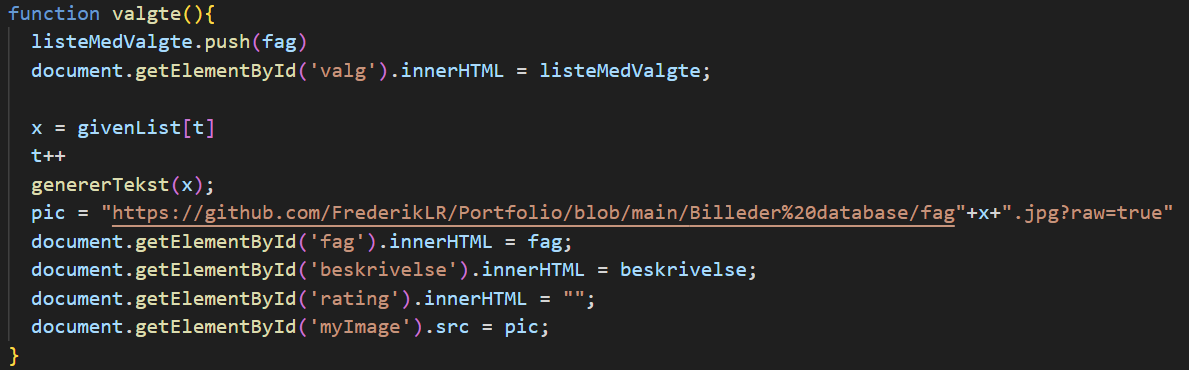 function valgte(){
listeMedValgte.push(fag)
document.getElementById('valg').innerHTML = listeMedValgte;
x = givenList[t]
t++
genererTekst(x);
pic = "https://github.com/FrederikLR/Portfolio/blob/main/Billeder%20database/fag"+x+".jpg?raw=true"
document.getElementById('fag').innerHTML = fag;
document.getElementById('beskrivelse').innerHTML = beskrivelse;
document.getElementById('rating').innerHTML = "";
document.getElementById('myImage').src = pic;
}